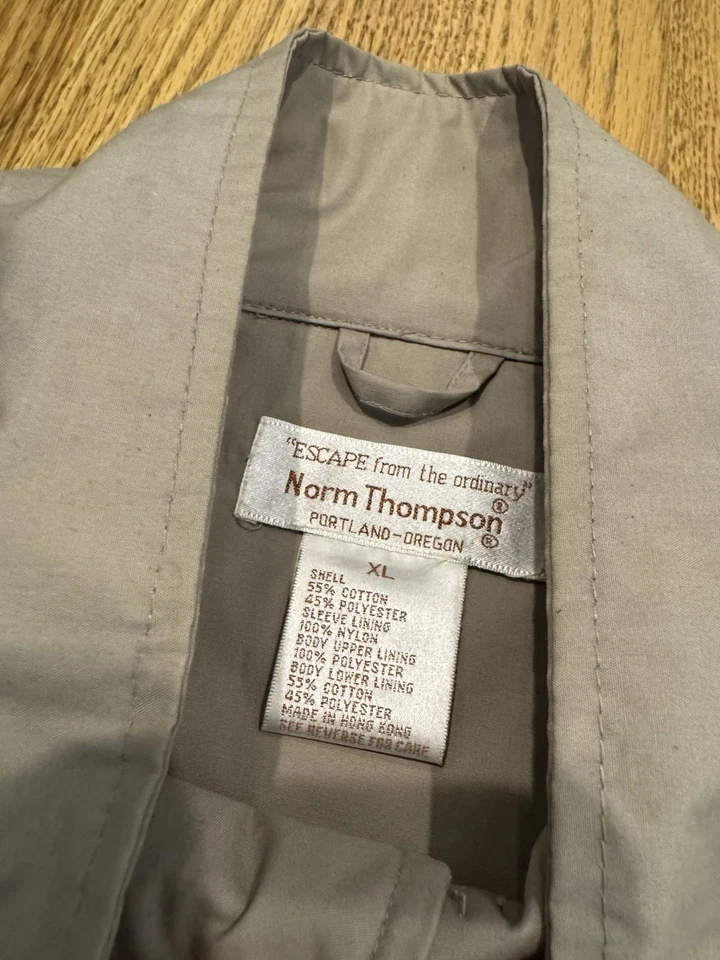 "ESCAPE from the ordinary"®
Norm Thompson®
PORTLAND-OREGON
XL
SHELL
55% COTTON
45% POLYESTER
SLEEVE LINING
100% NYLON
BODY UPPER LINING
100% POLYESTER
BODY LOWER LINING
55% COTTON
45% POLYESTER
MADE IN HONG KONG
SEE REVERSE FOR CARE